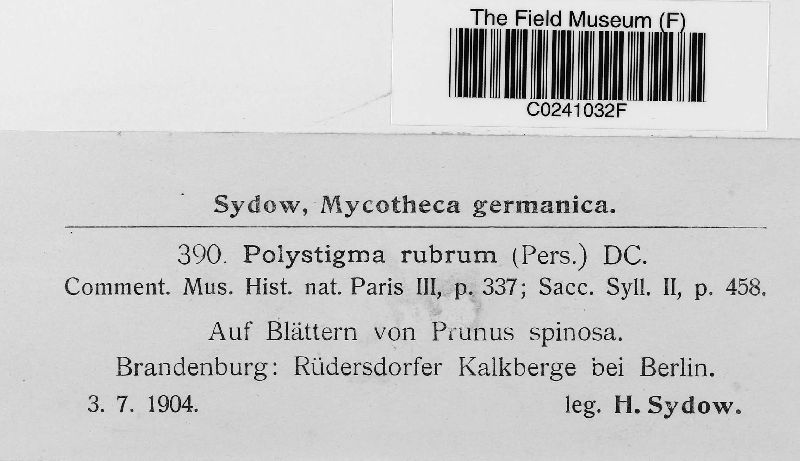 The Field Museum (F)
C0241032F
Sydow, Mycotheca germanica.
390. Polystigma rubrum (Pers.) DC.
Comment. Mus. Hist. nat. Paris III, p. 337; Sacc. Syll. II, p. 458.
Auf Blättern von Prunus spinosa.
Brandenburg: Rüdersdorfer Kalkberge bei Berlin.
3. 7. 1904. leg. H. Sydow.